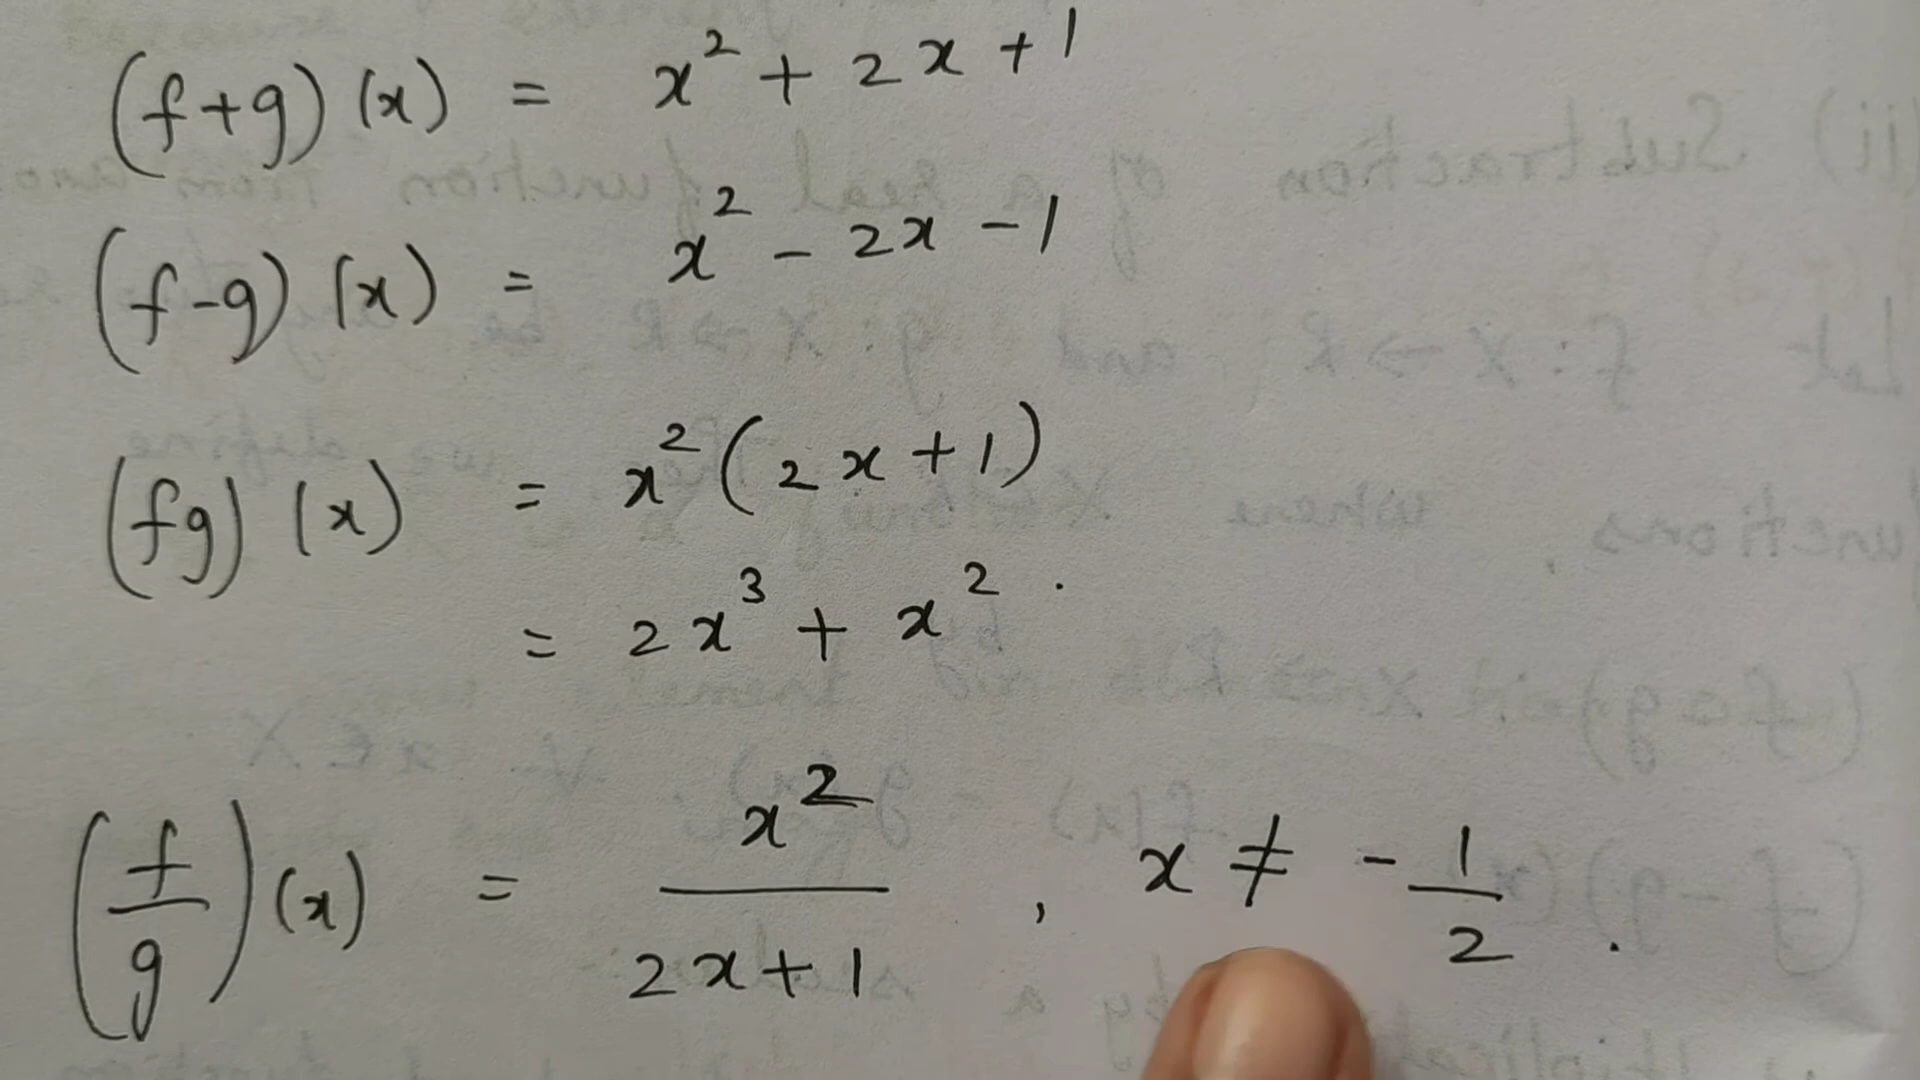 (f+g)(x) = x² + 2x + 1
(f-g)(x) = x² - 2x - 1
(fg)(x) = x²(2x+1)
= 2x³ + x².
(f/g)(x) = x²/(2x+1), x ≠ -1/2.